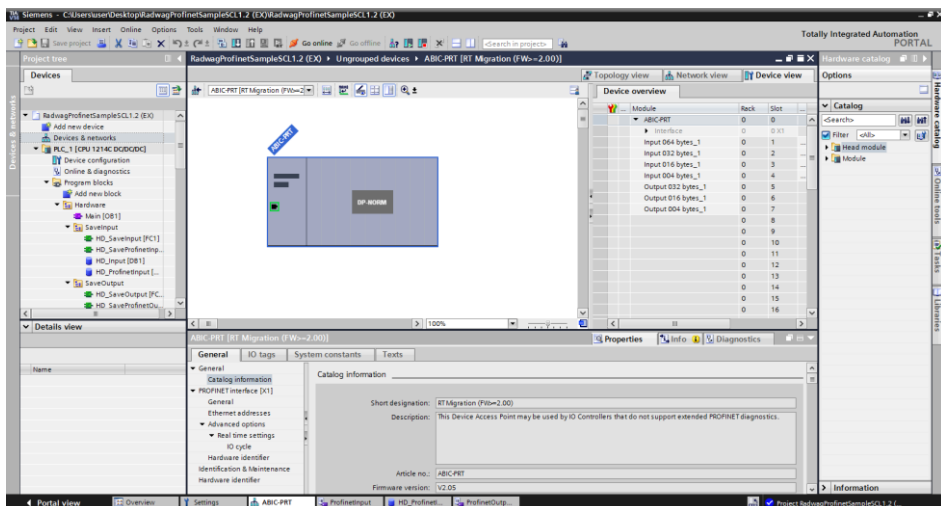 Siemens - C:\Users\user\Desktop\RadwagProfinetSampleSCL1.2 (EX)\RadwagProfinetSampleSCL1.2 (EX)
Project Edit View Insert Online Options Tools Window Help
Totally Integrated Automation
PORTAL
Save project
Go online
Go offline
<Search in project>
Project tree
RadwagProfinetSampleSCL1.2 (EX) ▸ Ungrouped devices ▸ ABIC-PRT [RT Migration (FW>=2.00)]
Hardware catalog
Devices
Topology view
Network view
Device view
Options
ABIC-PRT [RT Migration (FW>=2
Device overview
Module Rack Slot
Catalog
<Search>
Filter <All>
Head module
Module
RadwagProfinetSampleSCL1.2 (EX)
Add new device
Devices & networks
PLC_1 [CPU 1214C DC/DC/DC]
Device configuration
Online & diagnostics
Program blocks
Add new block
Hardware
Main [OB1]
SaveInput
HD_SaveInput [FC1]
HD_SaveProfinetInp...
HD_Input [DB1]
HD_ProfinetInput [...
SaveOutput
HD_SaveOutput [FC...
HD_SaveProfinetOu...
ABIC-PRT
DP-NORM
ABIC-PRT 0 0
Interface 0 0 X1
Input 064 bytes_1 0 1
Input 032 bytes_1 0 2
Input 016 bytes_1 0 3
Input 004 bytes_1 0 4
Output 032 bytes_1 0 5
Output 016 bytes_1 0 6
Output 004 bytes_1 0 7
0 8
0 9
0 10
0 11
0 12
0 13
0 14
0 15
0 16
100%
Details view
Name
ABIC-PRT [RT Migration (FW>=2.00)]
Properties
Info
Diagnostics
General IO tags System constants Texts
General
Catalog information
PROFINET interface [X1]
General
Ethernet addresses
Advanced options
Real time settings
IO cycle
Hardware identifier
Identification & Maintenance
Hardware identifier
Catalog information
Short designation: RT Migration (FW>=2.00)
Description: This Device Access Point may be used by IO Controllers that do not support extended PROFINET diagnostics.
Article no.: ABIC-PRT
Firmware version: V2.05
Devices & networks
Hardware catalog
Online tools
Tasks
Libraries
Information
Portal view
Overview
Settings
ABIC-PRT
ProfinetInput
HD_Profineti...
ProfinetOutp...
Project RadwagProfinetSampleSCL1.2 (...